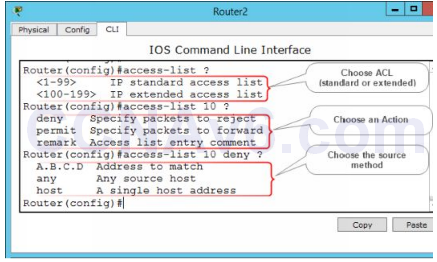 Router2
Physical Config CLI
IOS Command Line Interface
Router(config)#access-list ?
<1-99> IP standard access list
<100-199> IP extended access list
Router(config)#access-list 10 ?
deny Specify packets to reject
permit Specify packets to forward
remark Access list entry comment
Router(config)#access-list 10 deny ?
A.B.C.D Address to match
any Any source host
host A single host address
Router(config)#
Choose ACL
(standard or extended)
Choose an Action
Choose the source
method
Copy Paste